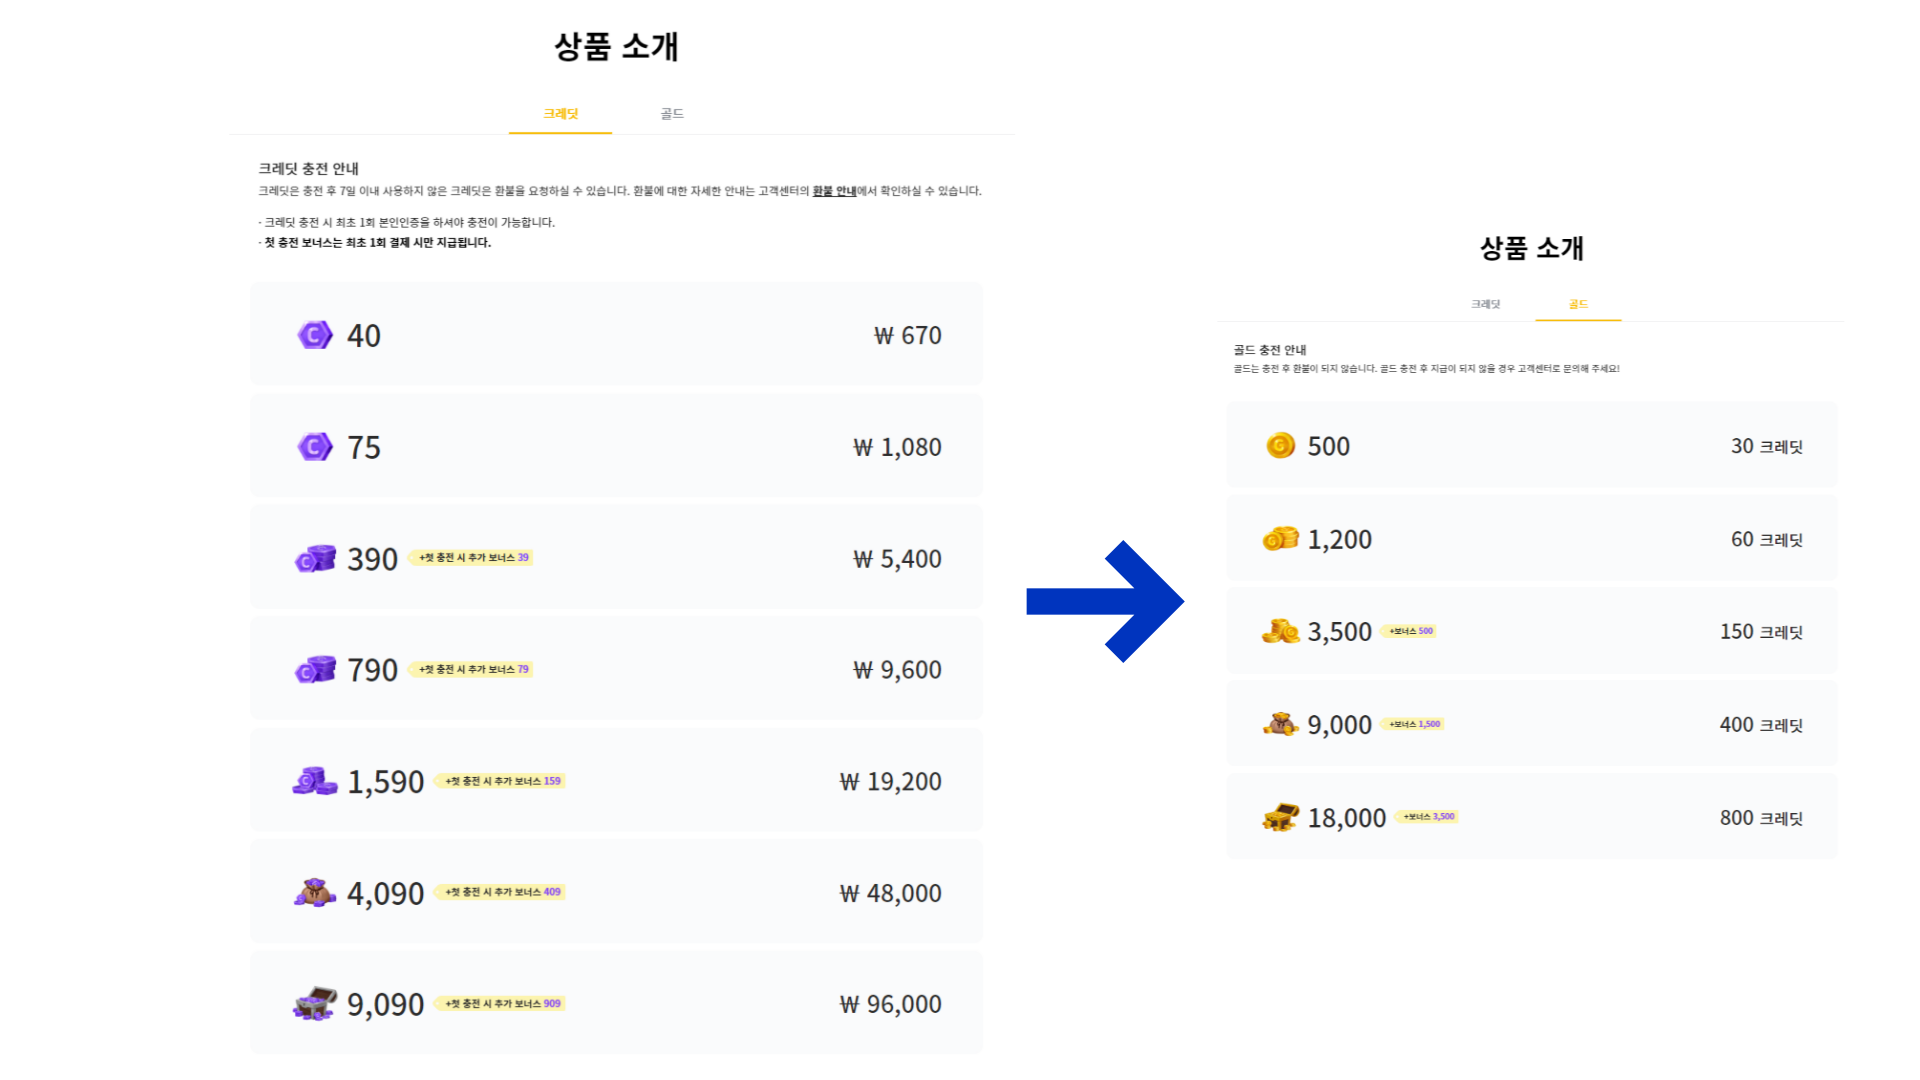 상품 소개
크레딧 골드
크레딧 충전 안내
크레딧은 충전 후 7일 이내 사용하지 않은 크레딧은 환불을 요청하실 수 있습니다. 환불에 대한 자세한 안내는 고객센터의 환불 안내에서 확인하실 수 있습니다.
· 크레딧 충전 시 최초 1회 본인인증을 하셔야 충전이 가능합니다.
· 첫 충전 보너스는 최초 1회 결제 시만 지급됩니다.
C 40 ₩ 670
C 75 ₩ 1,080
C 390 +첫 충전 시 추가 보너스 39 ₩ 5,400
C 790 +첫 충전 시 추가 보너스 79 ₩ 9,600
C 1,590 +첫 충전 시 추가 보너스 159 ₩ 19,200
4,090 +첫 충전 시 추가 보너스 409 ₩ 48,000
9,090 +첫 충전 시 추가 보너스 909 ₩ 96,000
상품 소개
크레딧 골드
골드 충전 안내
골드는 충전 후 환불이 되지 않습니다. 골드 충전 후 지급이 되지 않을 경우 고객센터로 문의해 주세요!
G 500 30 크레딧
G 1,200 60 크레딧
G 3,500 +보너스 500 150 크레딧
9,000 +보너스 1,500 400 크레딧
18,000 +보너스 3,500 800 크레딧